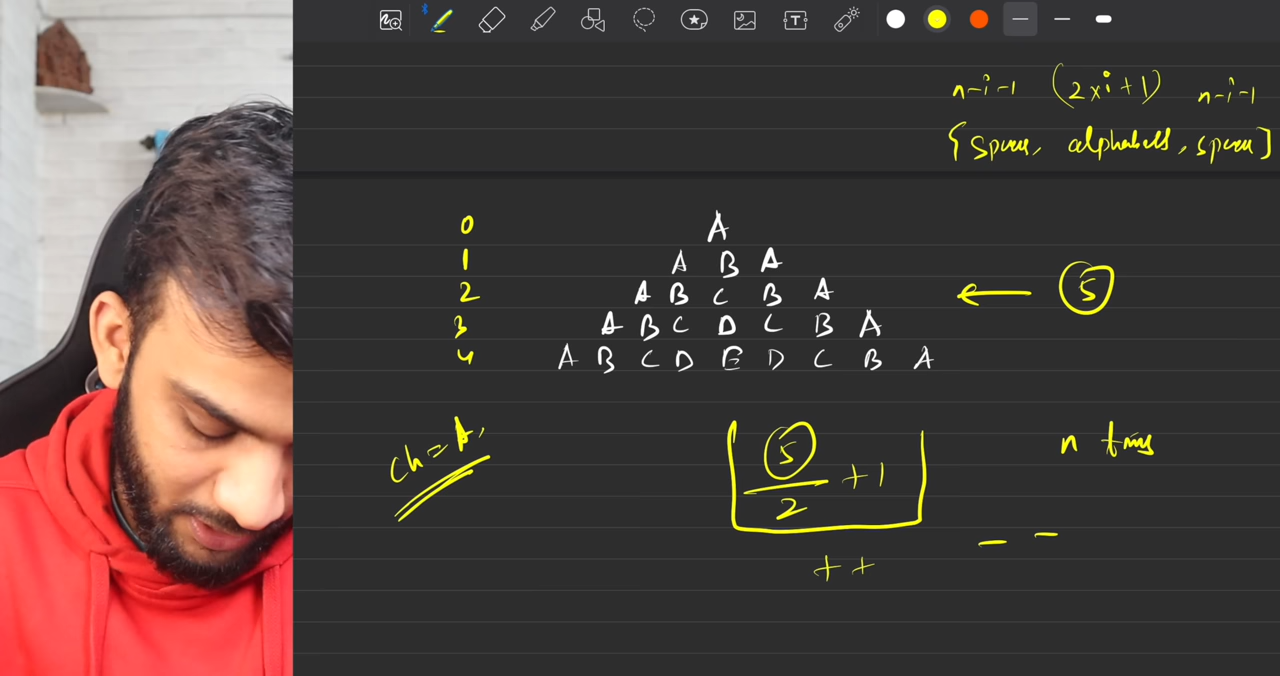 n-i-1 (2xi+1) n-i-1
{space, alphabets, space]
0 A
1 A B A
2 A B C B A ← 5
3 A B C D C B A
4 A B C D E D C B A
ch=A,
5/2 + 1
n times
++ --